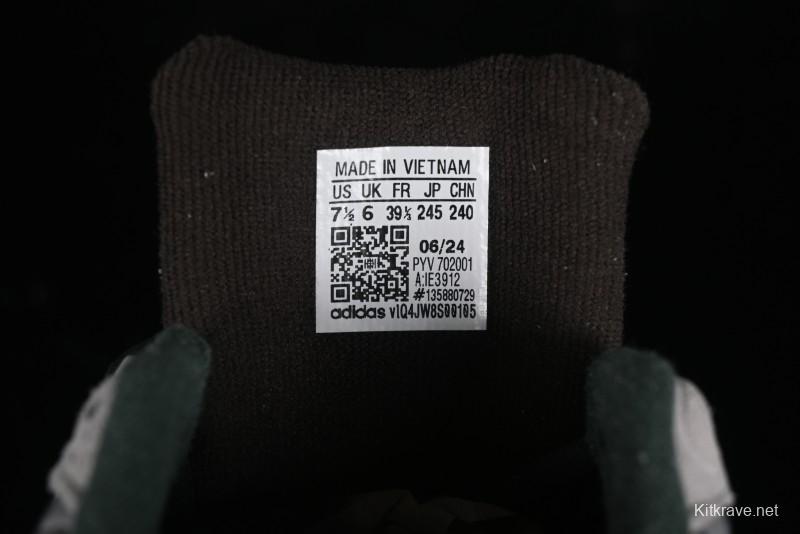 MADE IN VIETNAM
US UK FR JP CHN
7½ 6 39⅓ 245 240
06/24
PYV 702001
A:IE3912
#135880729
adidas vlQ4JW8S00105
Kitkrave.net